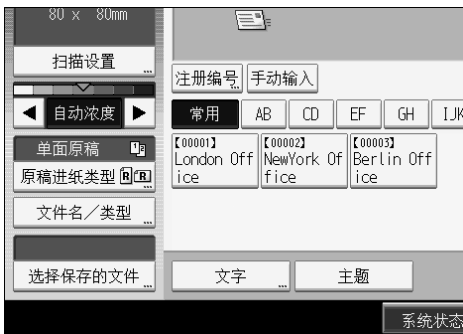 80 × 80mm
扫描设置
注册编号
手动输入
自动浓度
常用
AB
CD
EF
GH
IJK
单面原稿
【00001】
London Off
ice
【00002】
NewYork Of
fice
【00003】
Berlin Off
ice
原稿进纸类型
文件名／类型
选择保存的文件
文字
主题
系统状态